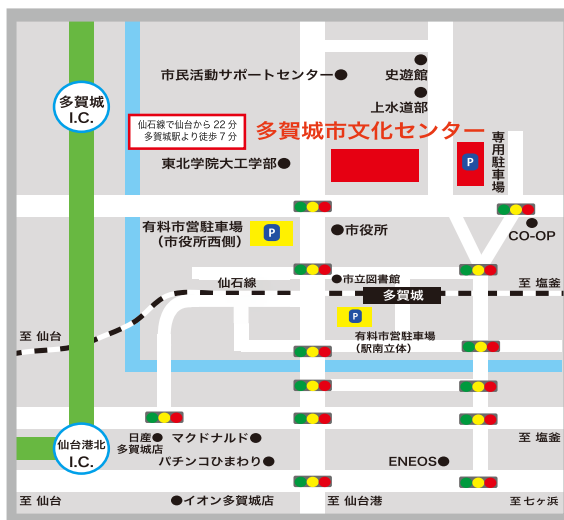 市民活動サポートセンター
史遊館
多賀城
I.C.
上水道部
仙石線で仙台から22分
多賀城駅より徒歩7分
多賀城市文化センター
専用駐車場
P
東北学院大工学部
有料市営駐車場
(市役所西側)
P
市役所
CO-OP
仙石線
市立図書館
至 塩釜
多賀城
P
至 仙台
有料市営駐車場
(駅南立体)
日産
多賀城店
マクドナルド
至 塩釜
仙台港北
I.C.
パチンコひまわり
ENEOS
至 仙台
イオン多賀城店
至 仙台港
至 七ヶ浜